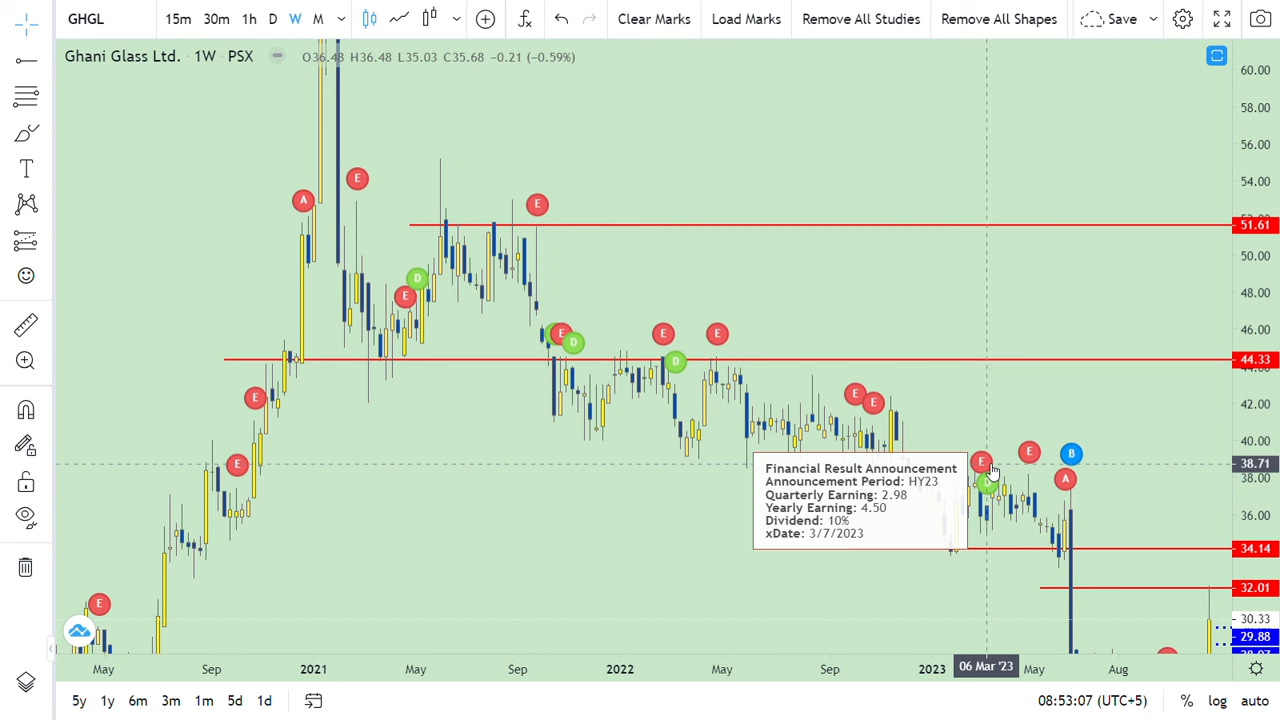 GHGL 15m 30m 1h D W M Clear Marks Load Marks Remove All Studies Remove All Shapes Save
Ghani Glass Ltd. · 1W · PSX O36.48 H36.48 L35.03 C35.68 −0.21 (−0.59%)
60.00
58.00
56.00
54.00
A E E
51.61
50.00
D
48.00
E
46.00
E D E E
44.33
D
E E E
42.00
40.00
E E B
E 38.71
A
38.00
Financial Result Announcement
Announcement Period: HY23
Quarterly Earning: 2.98
Yearly Earning: 4.50
Dividend: 10%
xDate: 3/7/2023
36.00
34.14
32.01
E
30.33
29.88
May Sep 2021 May Sep 2022 May Sep 2023 06 Mar '23 May Aug
5y 1y 6m 3m 1m 5d 1d 08:53:07 (UTC+5) % log auto